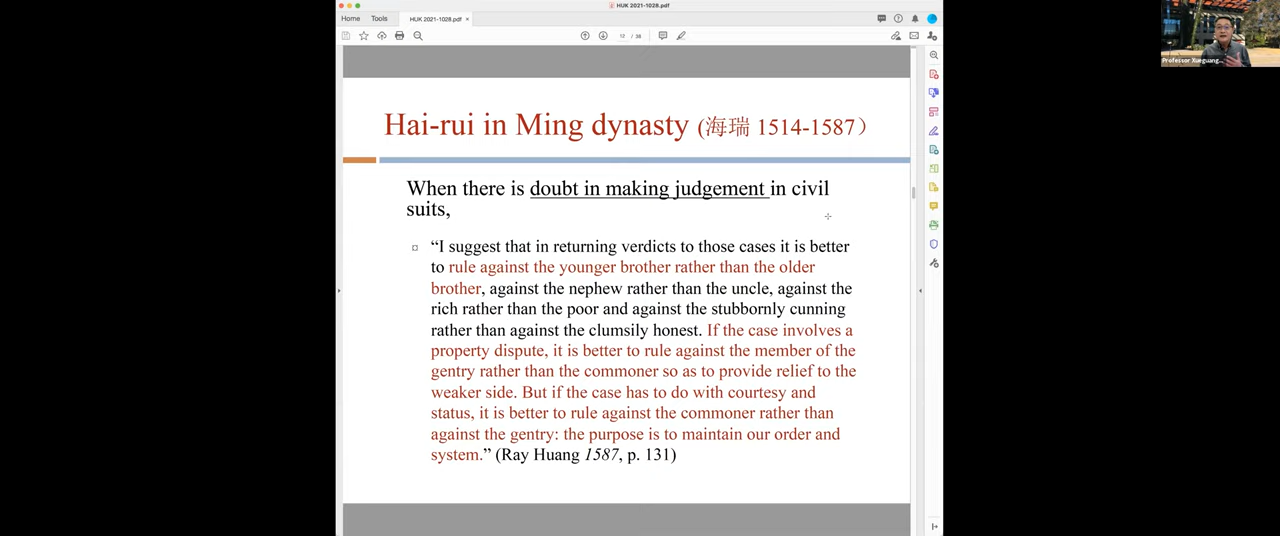 HUK 2021-1028.pdf
Home Tools HUK 2021-1028.pdf ×
12 / 38
Professor Xueguang...
Hai-rui in Ming dynasty (海瑞 1514-1587）
When there is doubt in making judgement in civil
suits,
“I suggest that in returning verdicts to those cases it is better
to rule against the younger brother rather than the older
brother, against the nephew rather than the uncle, against the
rich rather than the poor and against the stubbornly cunning
rather than against the clumsily honest. If the case involves a
property dispute, it is better to rule against the member of the
gentry rather than the commoner so as to provide relief to the
weaker side. But if the case has to do with courtesy and
status, it is better to rule against the commoner rather than
against the gentry: the purpose is to maintain our order and
system.” (Ray Huang 1587, p. 131)